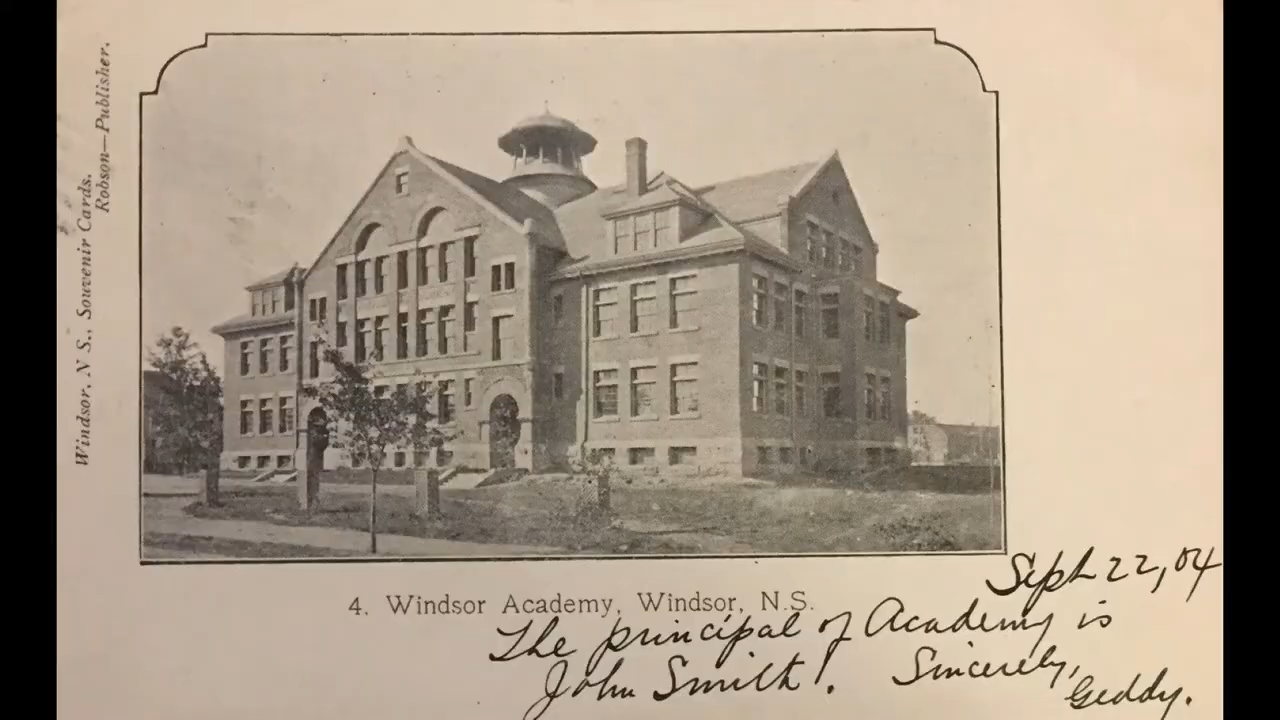 Windsor, N S., Souvenir Cards.
Robson—Publisher.
4. Windsor Academy, Windsor, N.S.
Sept 22, 04
The principal of Academy is
John Smith!. Sincerely,
Geddy.